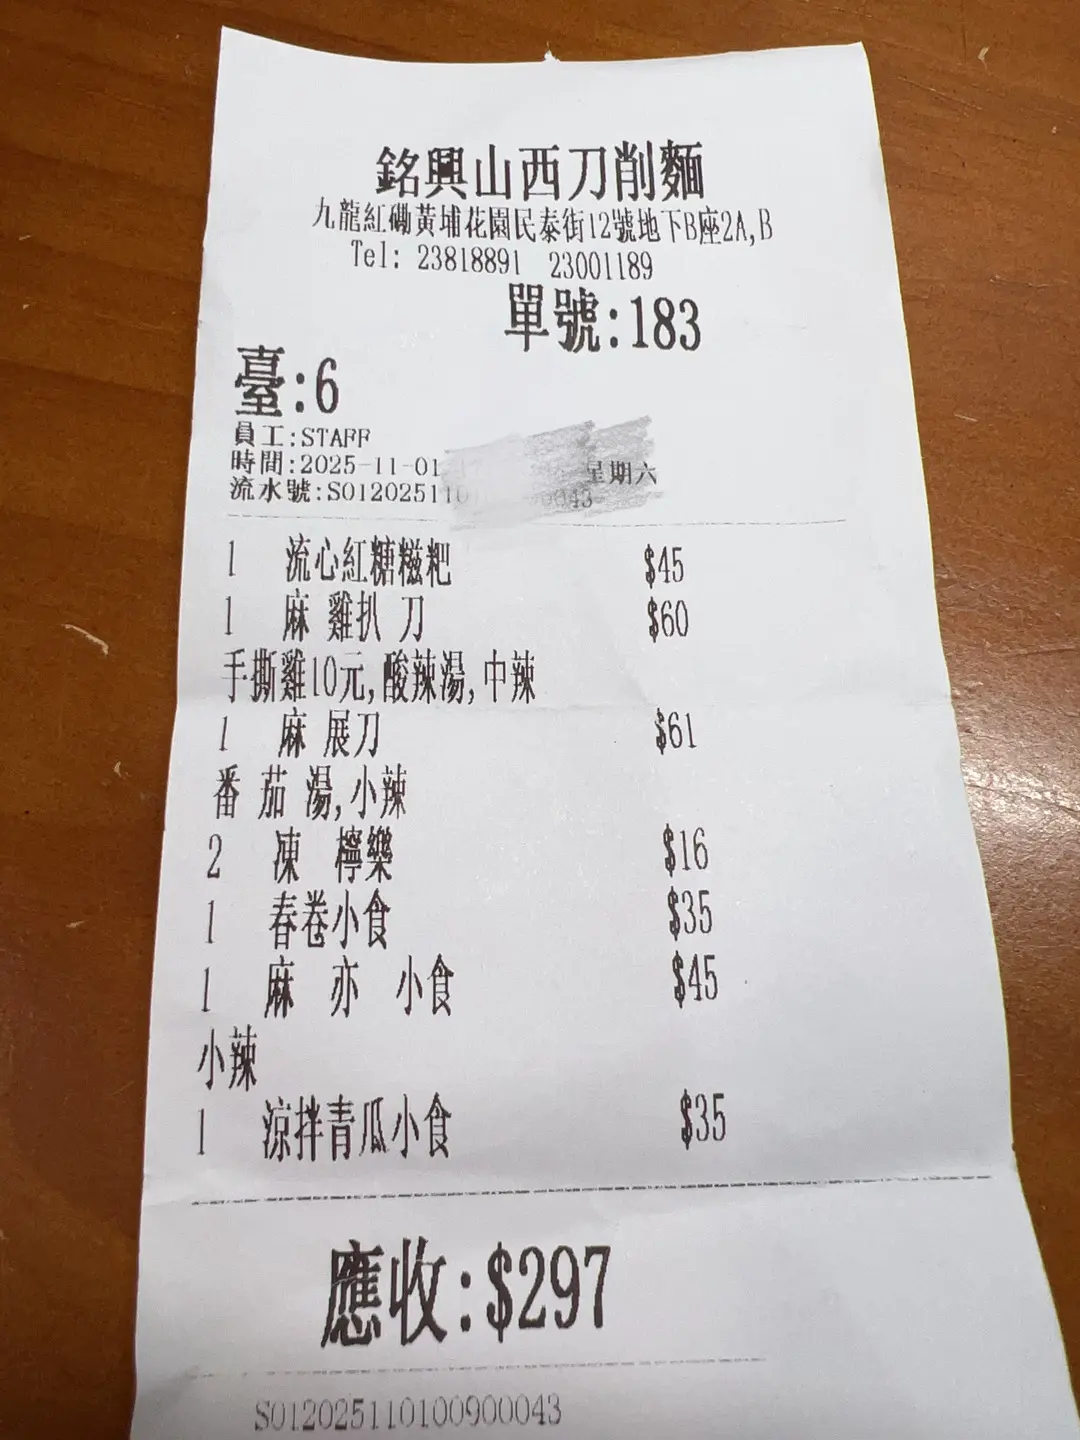 銘興山西刀削麵
九龍紅磡黃埔花園民泰街12號地下B座2A,B
Tel: 23818891 23001189
單號:183
臺:6
員工:STAFF
時間:2025-11-01 星期六
流水號:S01202511 0043
1 流心紅糖糍粑 $45
1 麻 雞扒 刀 $60
手撕雞10元,酸辣湯,中辣
1 麻 展刀 $61
番 茄 湯,小辣
2 凍 檸樂 $16
1 春卷小食 $35
1 麻 亦 小食 $45
小辣
1 涼拌青瓜小食 $35
應收:$297
S012025110100900043